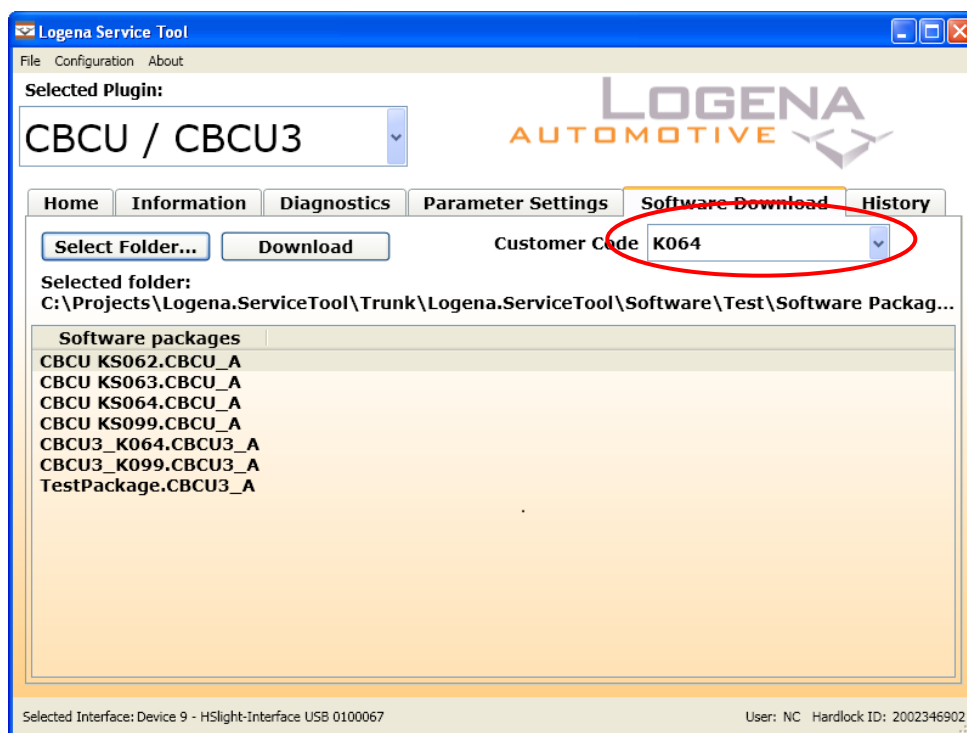 Logena Service Tool
File Configuration About
Selected Plugin:
LOGENA
AUTOMOTIVE
CBCU / CBCU3
Home Information Diagnostics Parameter Settings Software Download History
Select Folder... Download Customer Code K064
Selected folder:
C:\Projects\Logena.ServiceTool\Trunk\Logena.ServiceTool\Software\Test\Software Packag...
Software packages
CBCU KS062.CBCU_A
CBCU KS063.CBCU_A
CBCU KS064.CBCU_A
CBCU KS099.CBCU_A
CBCU3_K064.CBCU3_A
CBCU3_K099.CBCU3_A
TestPackage.CBCU3_A
Selected Interface: Device 9 - HSlight-Interface USB 0100067 User: NC Hardlock ID: 2002346902